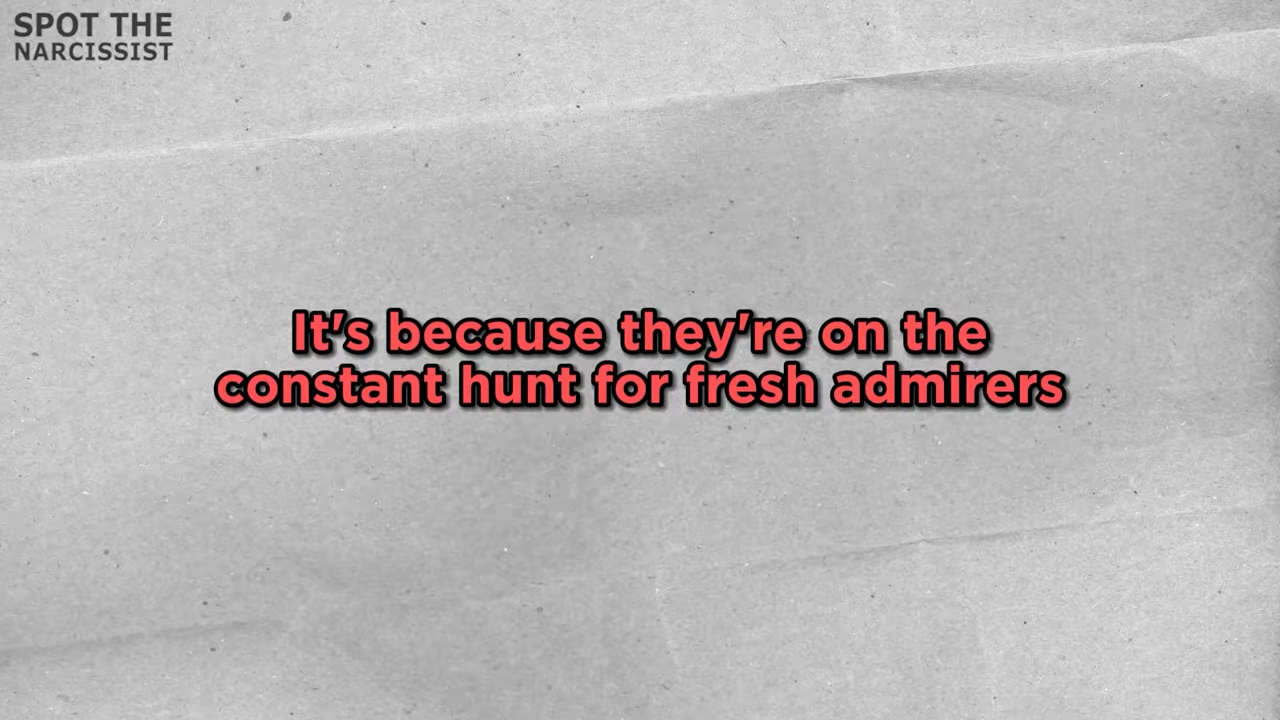 SPOT THE
NARCISSIST
It's because they're on the
constant hunt for fresh admirers